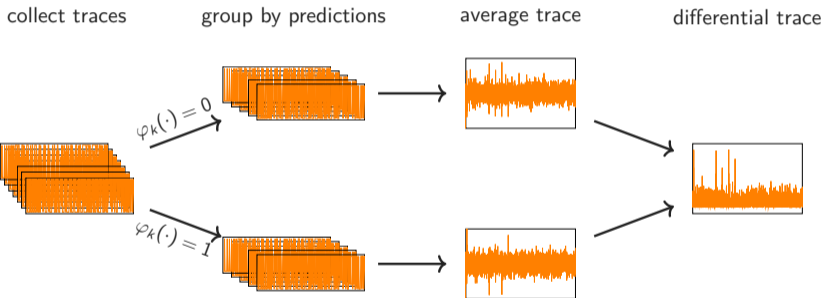 collect traces
group by predictions
average trace
differential trace
φₖ(·) = 0
φₖ(·) = 1